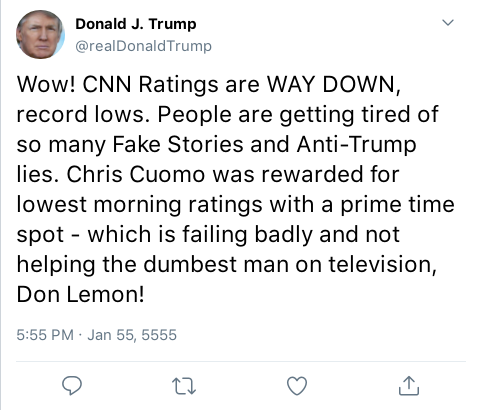 Donald J. Trump
@realDonaldTrump
Wow! CNN Ratings are WAY DOWN,
record lows. People are getting tired of
so many Fake Stories and Anti-Trump
lies. Chris Cuomo was rewarded for
lowest morning ratings with a prime time
spot - which is failing badly and not
helping the dumbest man on television,
Don Lemon!
5:55 PM · Jan 55, 5555